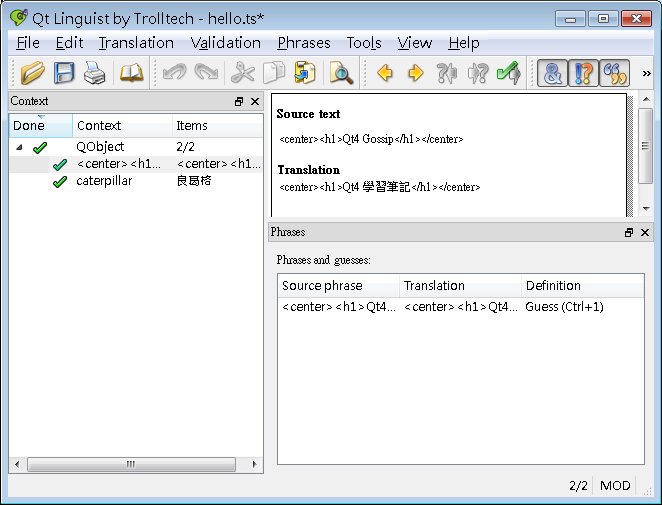 Qt Linguist by Trolltech - hello.ts*
File Edit Translation Validation Phrases Tools View Help
Context
Done Context Items
QObject 2/2
<center><h1... <center><h1...
caterpillar 良葛格
Source text
<center><h1>Qt4 Gossip</h1></center>
Translation
<center><h1>Qt4 學習筆記</h1></center>
Phrases
Phrases and guesses:
Source phrase Translation Definition
<center><h1>Qt4... <center><h1>Qt4... Guess (Ctrl+1)
2/2 MOD